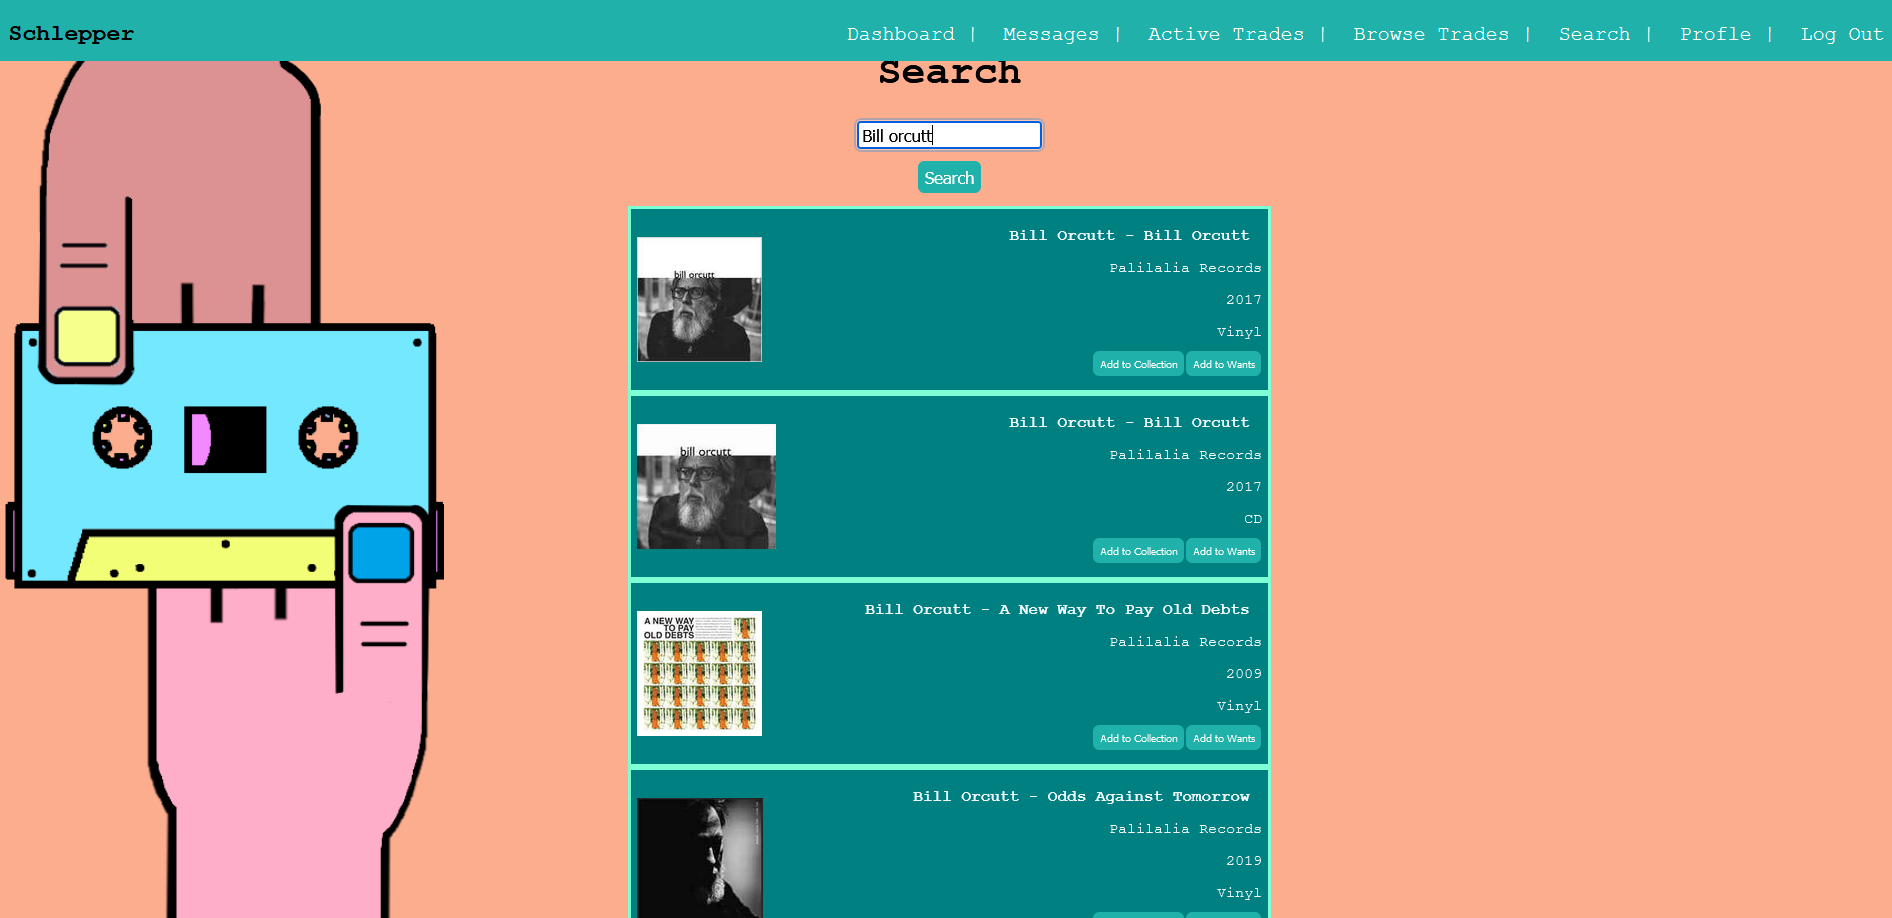 Schlepper
Dashboard | Messages | Active Trades | Browse Trades | Search | Profle | Log Out
Search
Bill orcutt
Search
bill orcutt
Bill Orcutt - Bill Orcutt
Palilalia Records
2017
Vinyl
Add to Collection Add to Wants
bill orcutt
Bill Orcutt - Bill Orcutt
Palilalia Records
2017
CD
Add to Collection Add to Wants
A NEW WAY
TO PAY
OLD DEBTS
Bill Orcutt - A New Way To Pay Old Debts
Palilalia Records
2009
Vinyl
Add to Collection Add to Wants
Bill Orcutt - Odds Against Tomorrow
Palilalia Records
2019
Vinyl